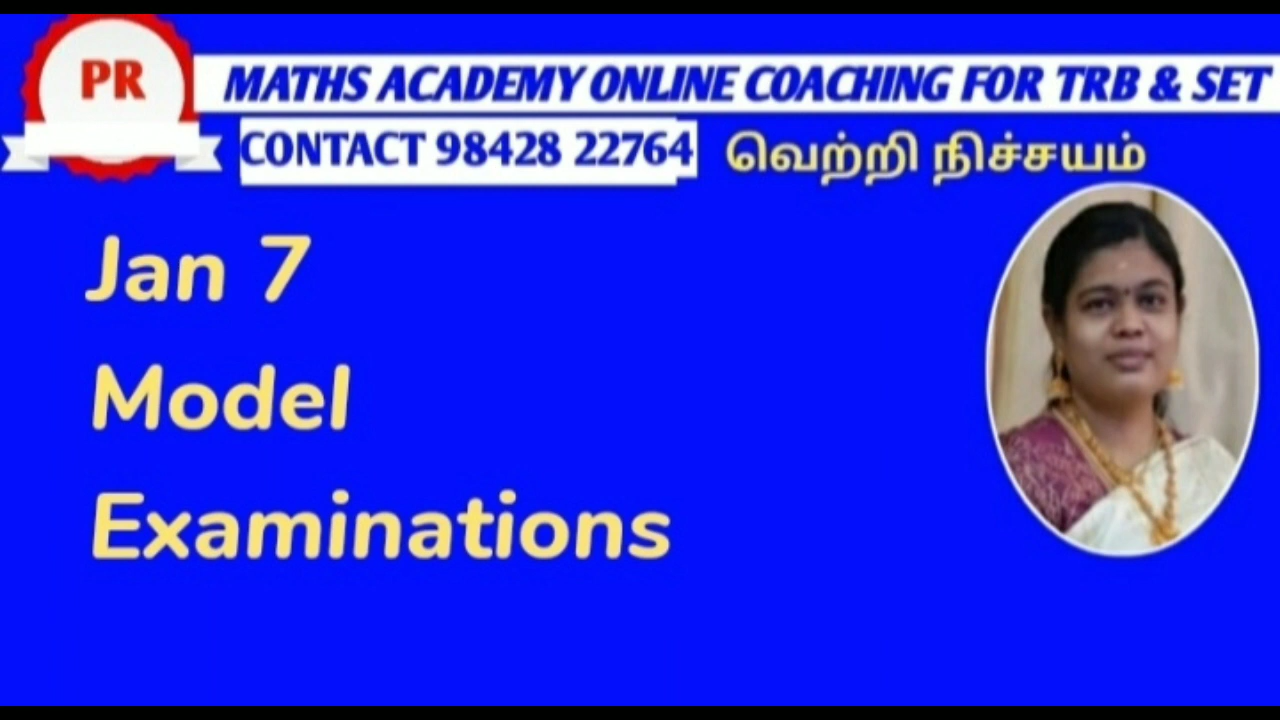 PR
MATHS ACADEMY ONLINE COACHING FOR TRB & SET
CONTACT 98428 22764
வெற்றி நிச்சயம்
Jan 7
Model
Examinations